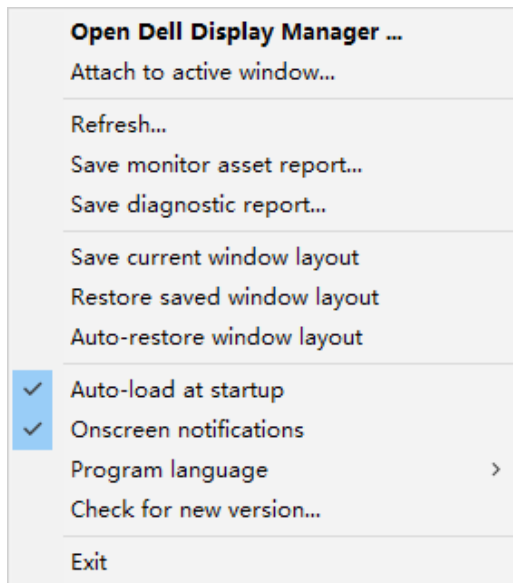 Open Dell Display Manager ...
Attach to active window...
Refresh...
Save monitor asset report...
Save diagnostic report...
Save current window layout
Restore saved window layout
Auto-restore window layout
Auto-load at startup
Onscreen notifications
Program language
Check for new version...
Exit